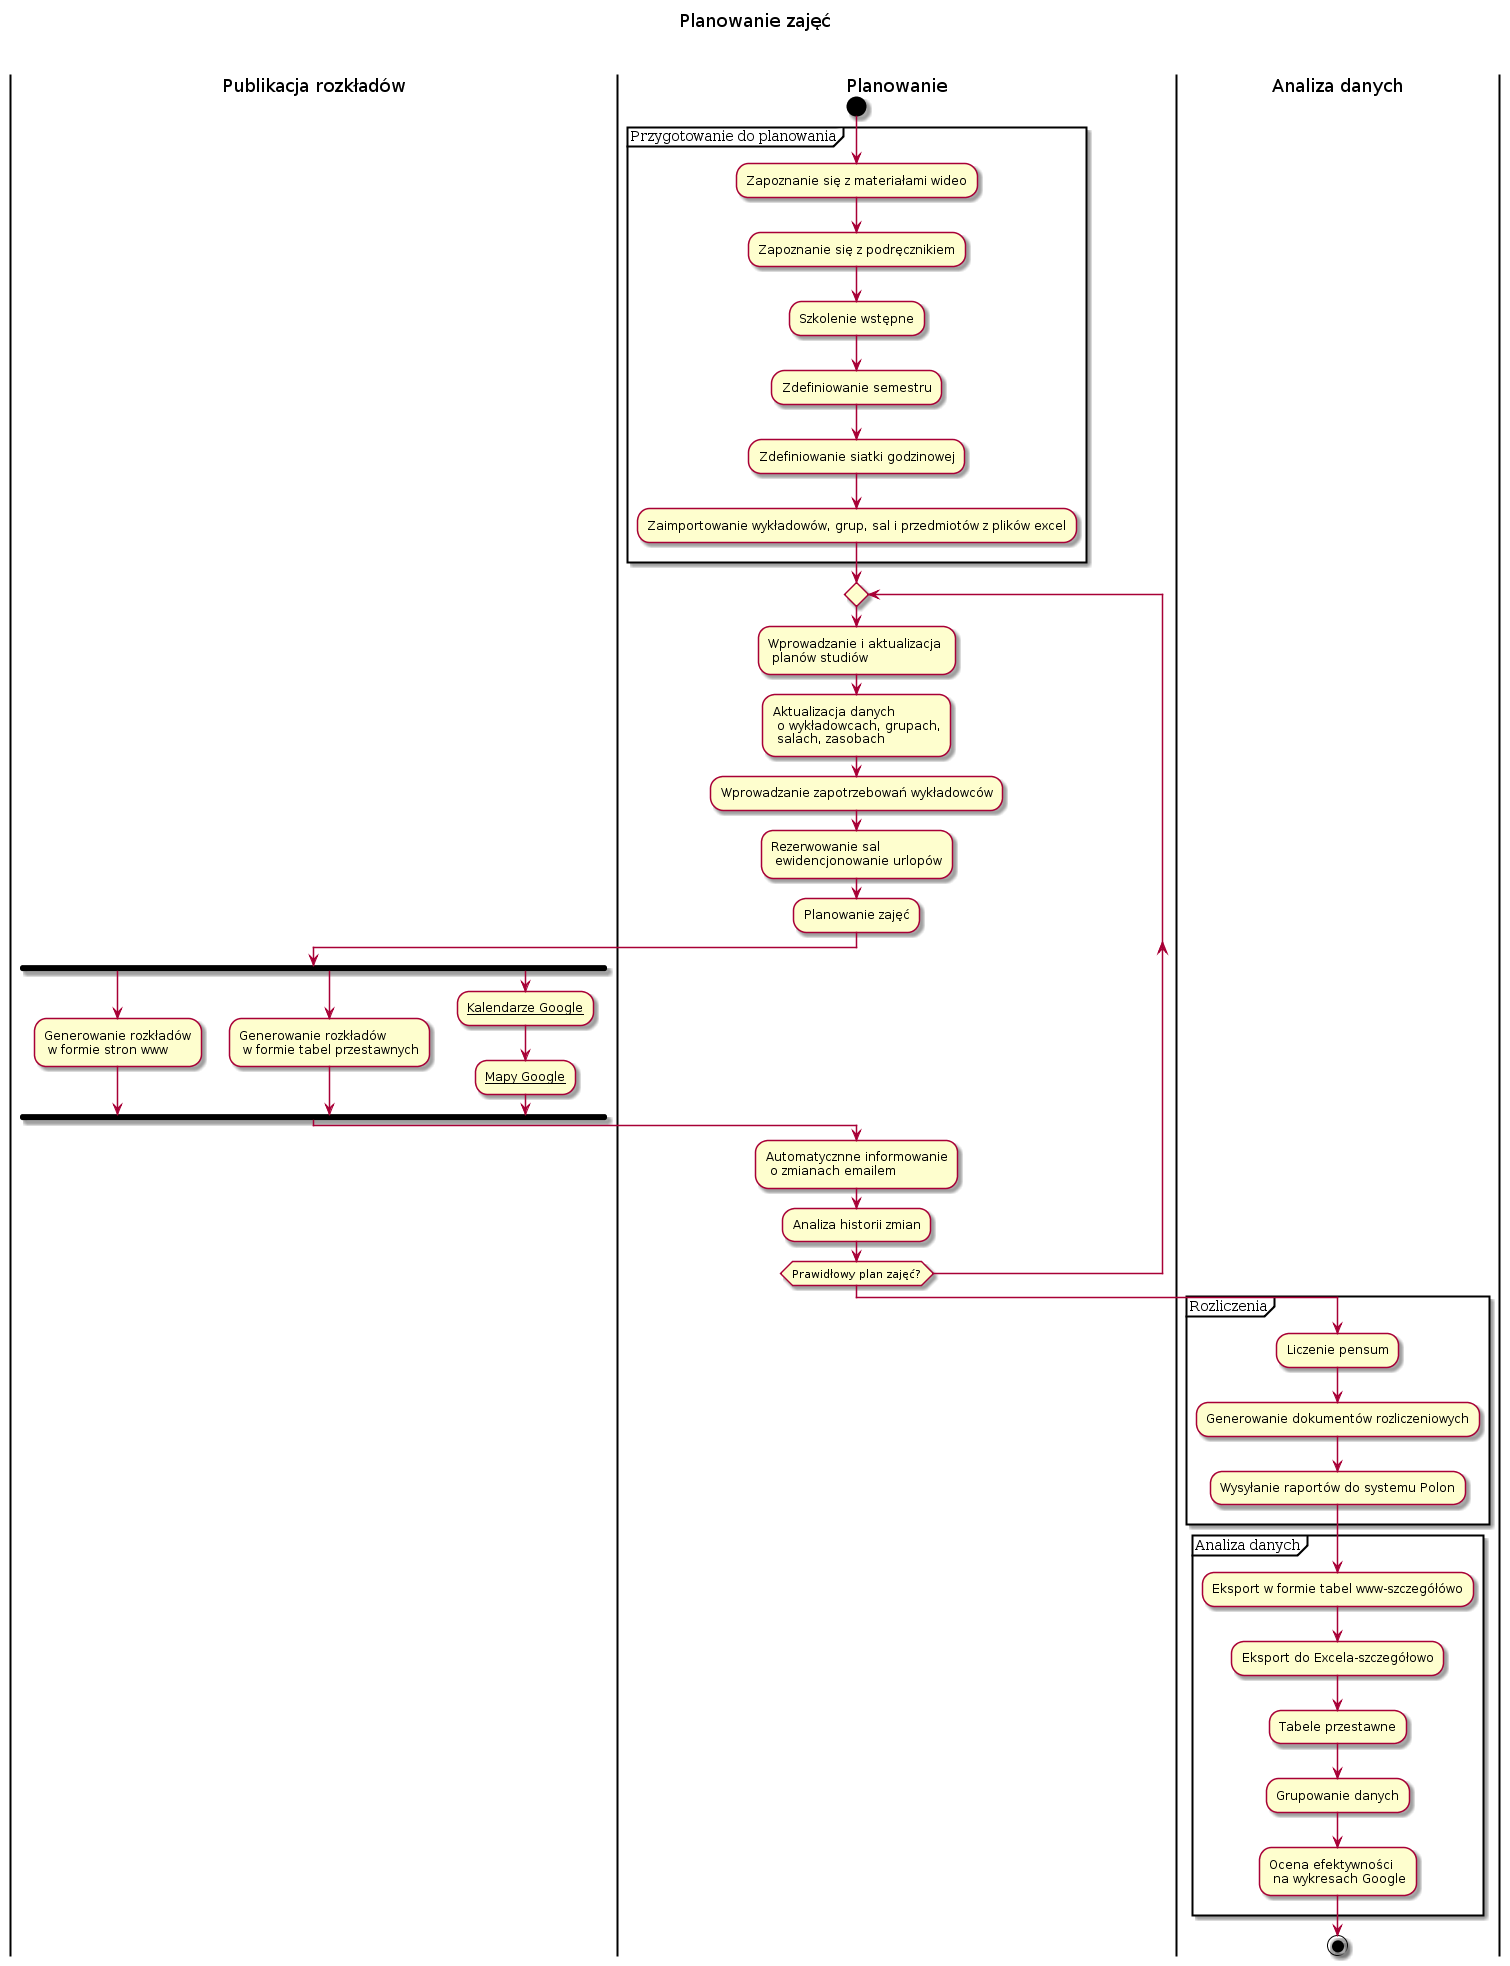 Planowanie zajęć
Publikacja rozkładów
Planowanie
Analiza danych
Przygotowanie do planowania
Zapoznanie się z materiałami wideo
Zapoznanie się z podręcznikiem
Szkolenie wstępne
Zdefiniowanie semestru
Zdefiniowanie siatki godzinowej
Zaimportowanie wykładowów, grup, sal i przedmiotów z plików excel
Wprowadzanie i aktualizacja
planów studiów
Aktualizacja danych
o wykładowcach, grupach,
salach, zasobach
Wprowadzanie zapotrzebowań wykładowców
Rezerwowanie sal
ewidencjonowanie urlopów
Planowanie zajęć
Generowanie rozkładów
w formie stron www
Generowanie rozkładów
w formie tabel przestawnych
Kalendarze Google
Mapy Google
Automatycznne informowanie
o zmianach emailem
Analiza historii zmian
Prawidłowy plan zajęć?
Rozliczenia
Liczenie pensum
Generowanie dokumentów rozliczeniowych
Wysyłanie raportów do systemu Polon
Analiza danych
Eksport w formie tabel www-szczegółówo
Eksport do Excela-szczegółowo
Tabele przestawne
Grupowanie danych
Ocena efektywności
na wykresach Google